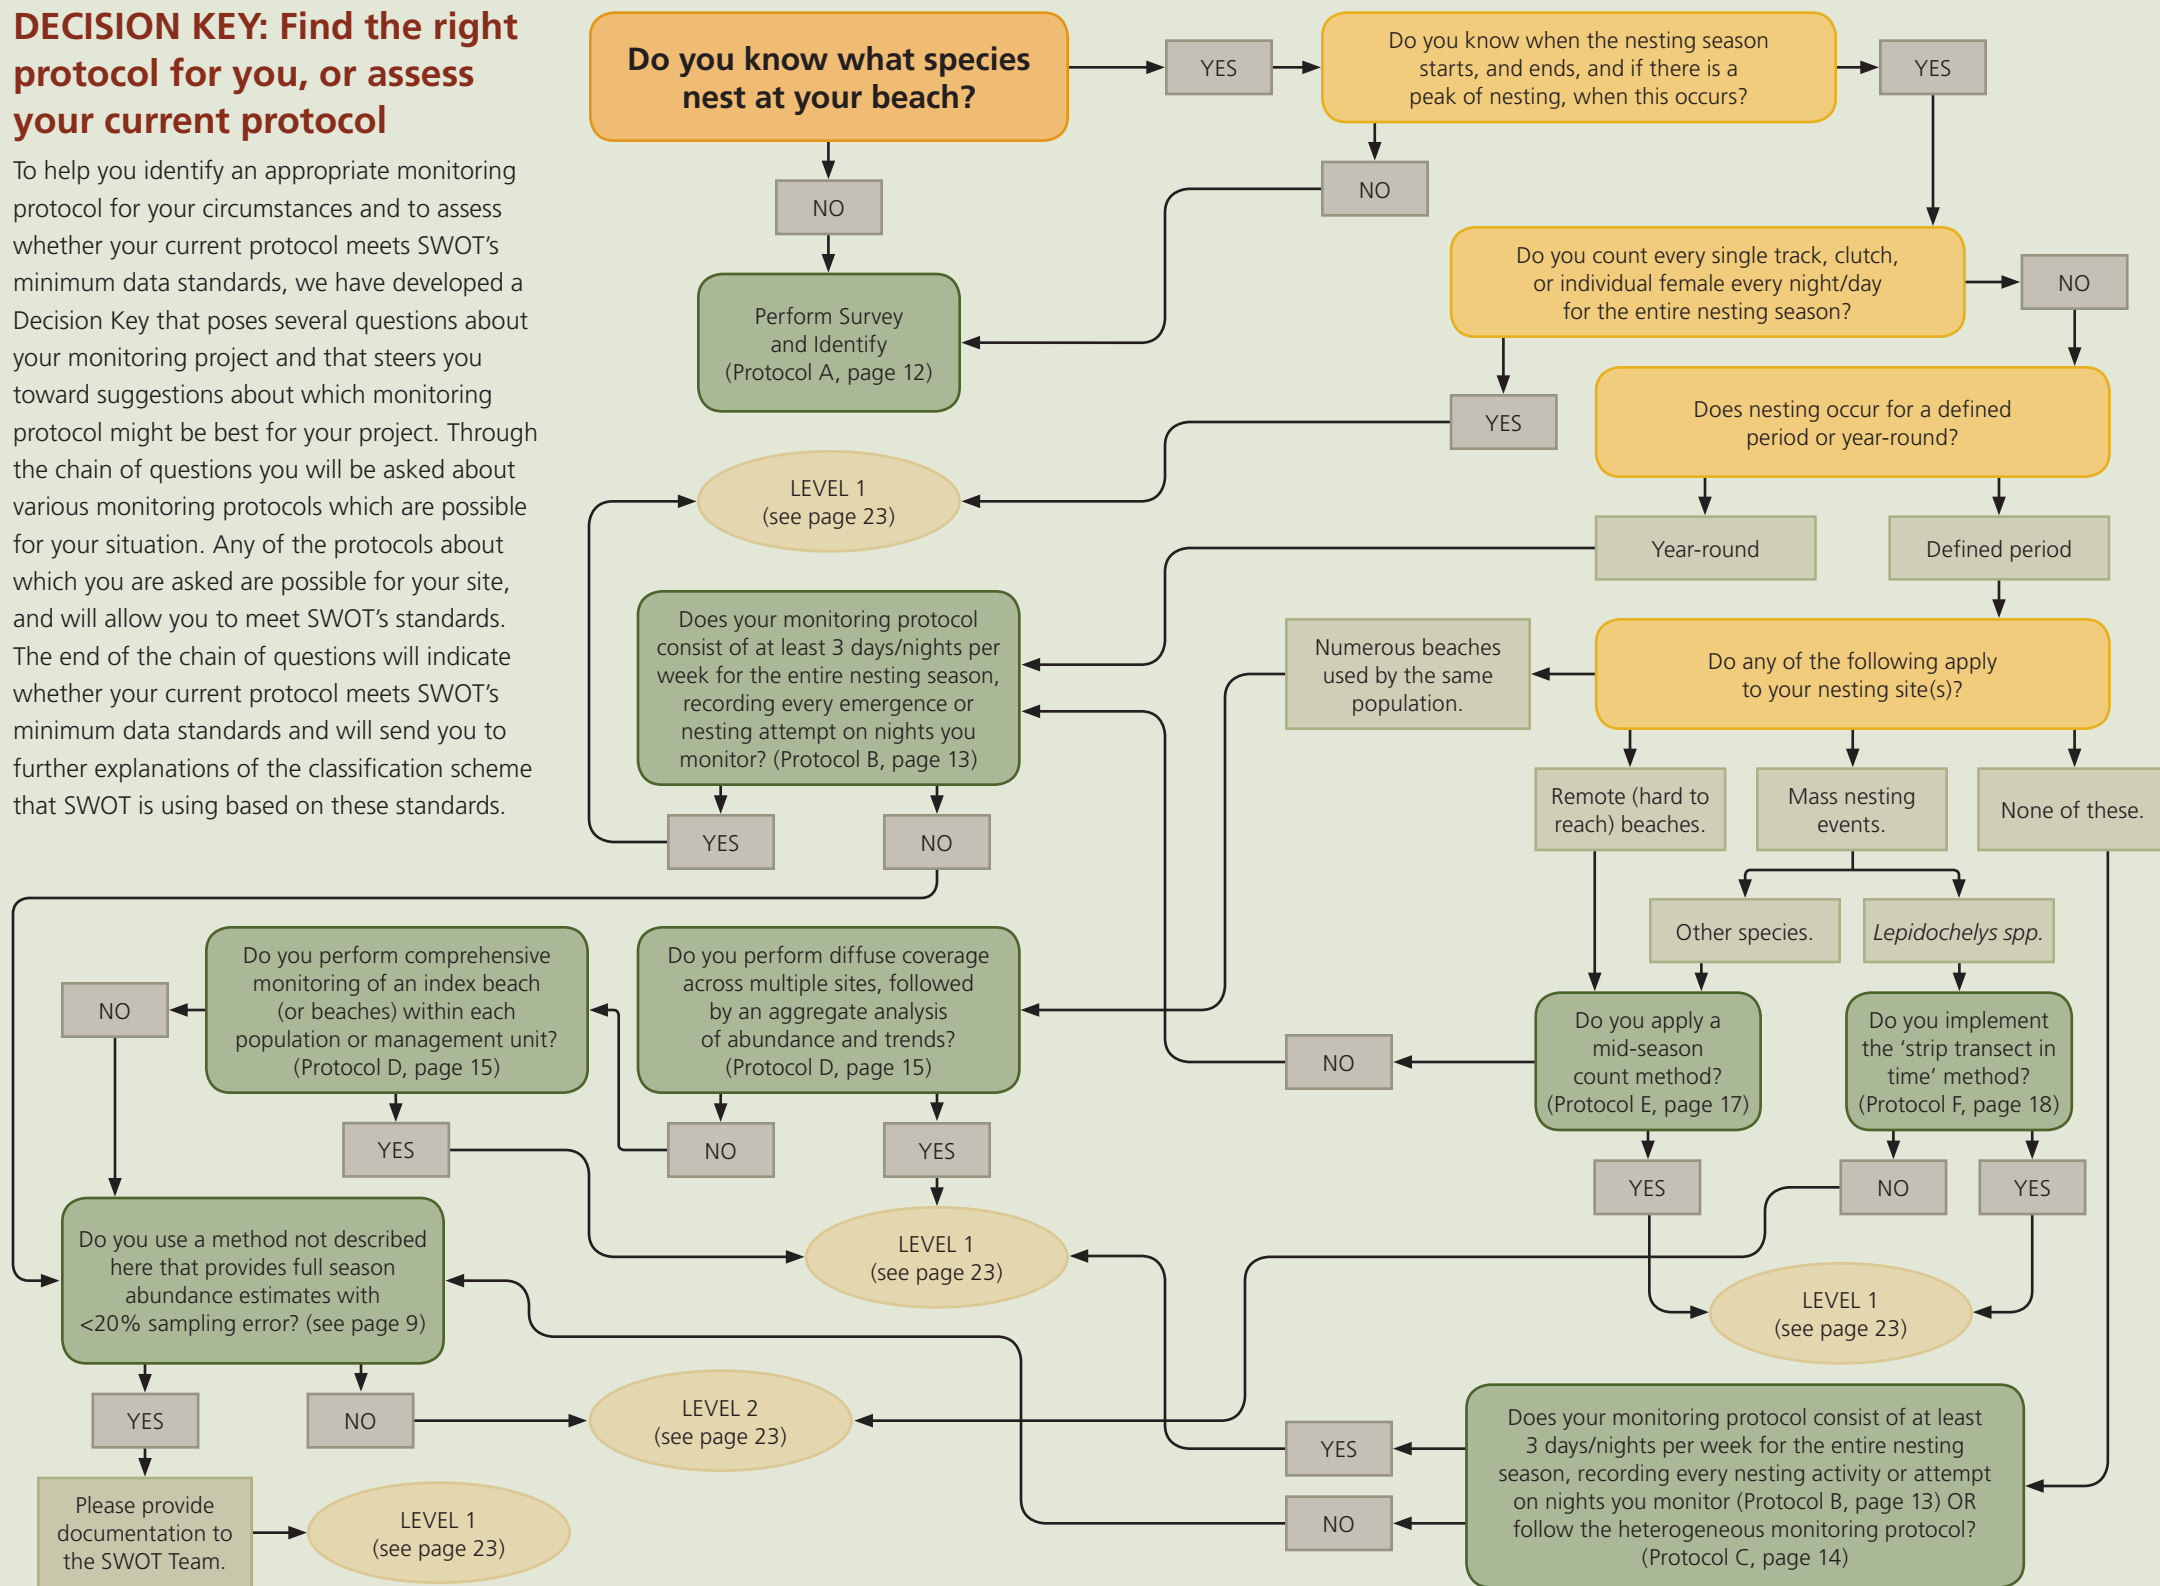 DECISION KEY: Find the right
protocol for you, or assess
your current protocol
To help you identify an appropriate monitoring
protocol for your circumstances and to assess
whether your current protocol meets SWOT’s
minimum data standards, we have developed a
Decision Key that poses several questions about
your monitoring project and that steers you
toward suggestions about which monitoring
protocol might be best for your project. Through
the chain of questions you will be asked about
various monitoring protocols which are possible
for your situation. Any of the protocols about
which you are asked are possible for your site,
and will allow you to meet SWOT’s standards.
The end of the chain of questions will indicate
whether your current protocol meets SWOT’s
minimum data standards and will send you to
further explanations of the classification scheme
that SWOT is using based on these standards.
Do you know what species
nest at your beach?
YES
Do you know when the nesting season
starts, and ends, and if there is a
peak of nesting, when this occurs?
YES
NO
NO
Perform Survey
and Identify
(Protocol A, page 12)
Do you count every single track, clutch,
or individual female every night/day
for the entire nesting season?
NO
YES
LEVEL 1
(see page 23)
Does nesting occur for a defined
period or year-round?
Year-round
Defined period
Does your monitoring protocol
consist of at least 3 days/nights per
week for the entire nesting season,
recording every emergence or
nesting attempt on nights you
monitor? (Protocol B, page 13)
YES
NO
Numerous beaches
used by the same
population.
Do any of the following apply
to your nesting site(s)?
Remote (hard to
reach) beaches.
Mass nesting
events.
None of these.
Other species.
Lepidochelys spp.
NO
Do you perform comprehensive
monitoring of an index beach
(or beaches) within each
population or management unit?
(Protocol D, page 15)
Do you perform diffuse coverage
across multiple sites, followed
by an aggregate analysis
of abundance and trends?
(Protocol D, page 15)
NO
Do you apply a
mid-season
count method?
(Protocol E, page 17)
Do you implement
the ‘strip transect in
time’ method?
(Protocol F, page 18)
YES
NO
YES
YES
NO
YES
Do you use a method not described
here that provides full season
abundance estimates with
<20% sampling error? (see page 9)
LEVEL 1
(see page 23)
LEVEL 1
(see page 23)
YES
NO
LEVEL 2
(see page 23)
YES
NO
Does your monitoring protocol consist of at least
3 days/nights per week for the entire nesting
season, recording every nesting activity or attempt
on nights you monitor (Protocol B, page 13) OR
follow the heterogeneous monitoring protocol?
(Protocol C, page 14)
Please provide
documentation to
the SWOT Team.
LEVEL 1
(see page 23)